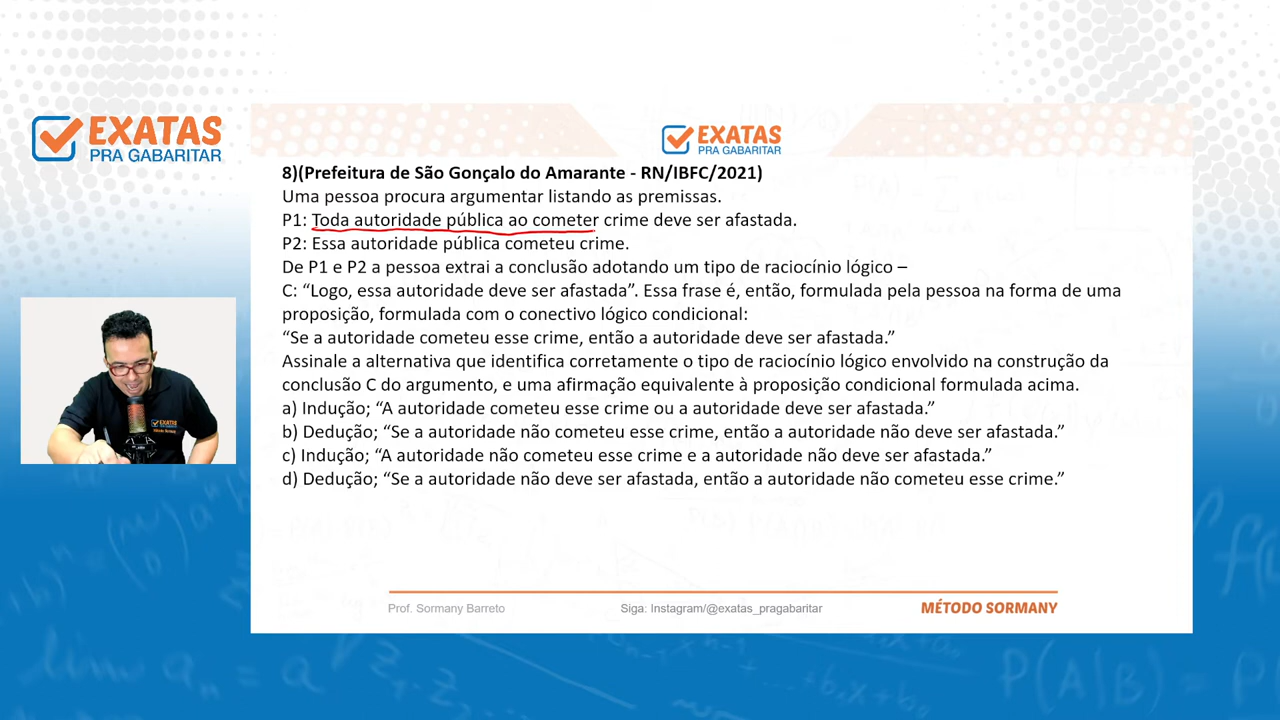 EXATAS
PRA GABARITAR
EXATAS
PRA GABARITAR
8)(Prefeitura de São Gonçalo do Amarante - RN/IBFC/2021)
Uma pessoa procura argumentar listando as premissas.
P1: Toda autoridade pública ao cometer crime deve ser afastada.
P2: Essa autoridade pública cometeu crime.
De P1 e P2 a pessoa extrai a conclusão adotando um tipo de raciocínio lógico –
C: “Logo, essa autoridade deve ser afastada”. Essa frase é, então, formulada pela pessoa na forma de uma
proposição, formulada com o conectivo lógico condicional:
“Se a autoridade cometeu esse crime, então a autoridade deve ser afastada.”
Assinale a alternativa que identifica corretamente o tipo de raciocínio lógico envolvido na construção da
conclusão C do argumento, e uma afirmação equivalente à proposição condicional formulada acima.
a) Indução; “A autoridade cometeu esse crime ou a autoridade deve ser afastada.”
b) Dedução; “Se a autoridade não cometeu esse crime, então a autoridade não deve ser afastada.”
c) Indução; “A autoridade não cometeu esse crime e a autoridade não deve ser afastada.”
d) Dedução; “Se a autoridade não deve ser afastada, então a autoridade não cometeu esse crime.”
Prof. Sormany Barreto
Siga: Instagram/@exatas_pragabaritar
MÉTODO SORMANY
EXATAS